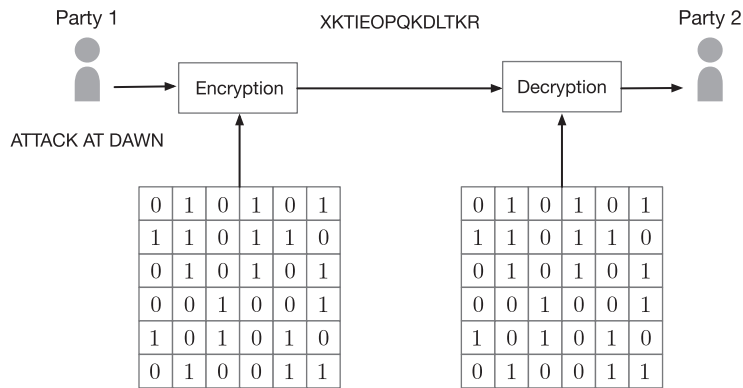 Party 1
XKTIEOPQKDLTKR
Party 2
Encryption
Decryption
ATTACK AT DAWN
0 1 0 1 0 1
1 1 0 1 1 0
0 1 0 1 0 1
0 0 1 0 0 1
1 0 1 0 1 0
0 1 0 0 1 1
0 1 0 1 0 1
1 1 0 1 1 0
0 1 0 1 0 1
0 0 1 0 0 1
1 0 1 0 1 0
0 1 0 0 1 1